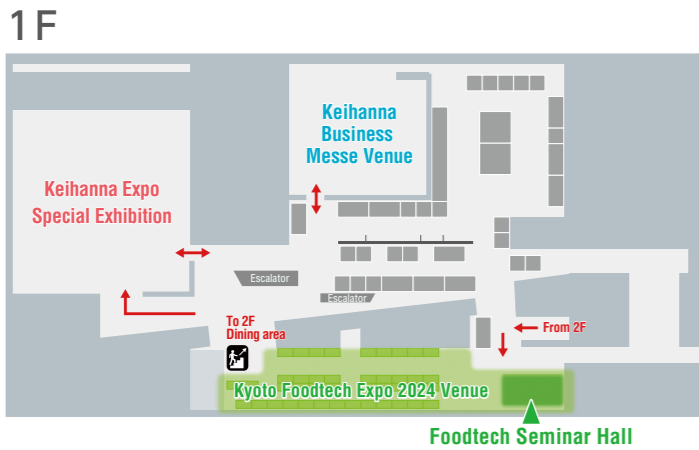 1F
Keihanna
Business
Messe Venue
Keihanna Expo
Special Exhibition
Escalator
Escalator
To 2F
Dining area
From 2F
Kyoto Foodtech Expo 2024 Venue
Foodtech Seminar Hall